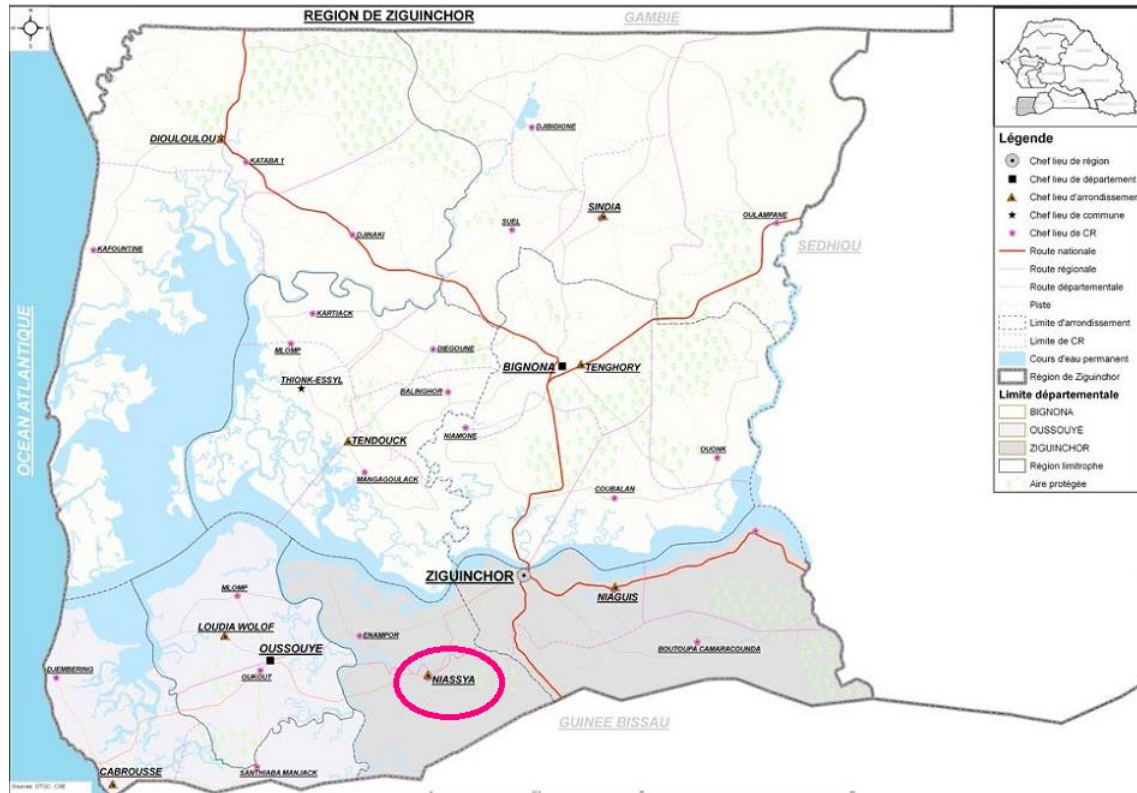 REGION DE ZIGUINCHOR
GAMBIE
DIOULOULOU
KATABA 1
DJIBIDIONE
SINDIA
SUEL
OULAMPANE
SEDHIOU
KAFOUNTINE
DJINAKI
OCEAN ATLANTIQUE
KARTIACK
MLOMP
DIEGOUNE
THIONK-ESSYL
BIGNONA
TENGHORY
BALINGHOR
NIAMONE
TENDOUCK
MANGAGOULACK
OUONK
COUBALAN
ZIGUINCHOR
NIAGUIS
MLOMP
LOUDIA WOLOF
ENAMPOR
OUSSOUYE
BOUTOUPA CAMARACOUNDA
DJEMBERING
OUKOUT
NIASSYA
GUINEE BISSAU
SANTHIABA MANJACK
CABROUSSE
Légende
Chef lieu de région
Chef lieu de département
Chef lieu d'arrondissement
Chef lieu de commune
Chef lieu de CR
Route nationale
Route régionale
Route départementale
Piste
Limite d'arrondissement
Limite de CR
Cours d'eau permanent
Région de Ziguinchor
Limite départementale
BIGNONA
OUSSOUYE
ZIGUINCHOR
Région limitrophe
Aire protégée